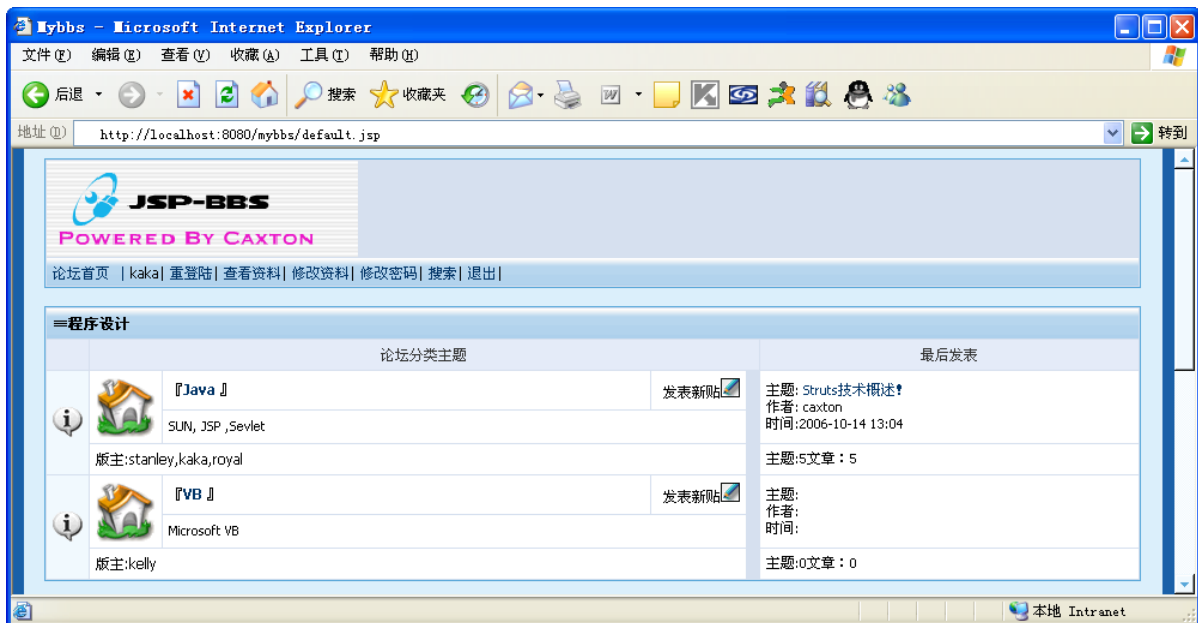 Mybbs - Microsoft Internet Explorer
文件(F) 编辑(E) 查看(V) 收藏(A) 工具(T) 帮助(H)
后退 搜索 收藏夹
地址(D) http://localhost:8080/mybbs/default.jsp 转到
JSP-BBS
POWERED BY CAXTON
论坛首页 |kaka| 重登陆| 查看资料| 修改资料| 修改密码| 搜索| 退出|
═程序设计
论坛分类主题 最后发表
『Java 』 发表新贴
SUN, JSP ,Sevlet
版主:stanley,kaka,royal
主题: Struts技术概述!
作者: caxton
时间:2006-10-14 13:04
主题:5文章:5
『VB 』 发表新贴
Microsoft VB
版主:kelly
主题:
作者:
时间:
主题:0文章:0
本地 Intranet